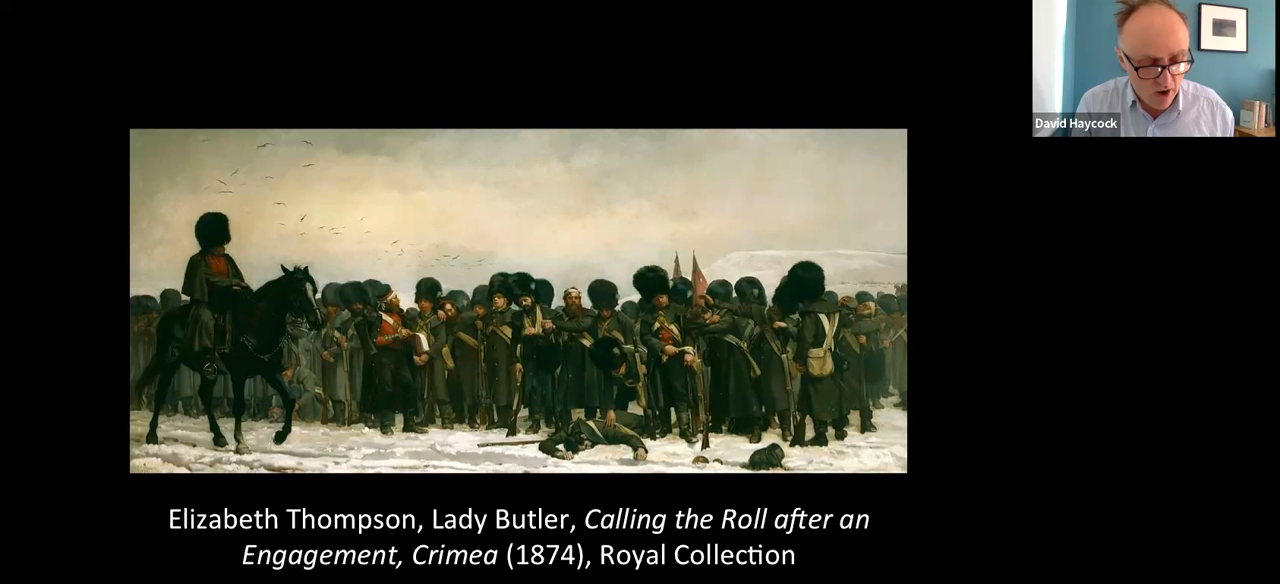 David Haycock
Elizabeth Thompson, Lady Butler, Calling the Roll after an
Engagement, Crimea (1874), Royal Collection